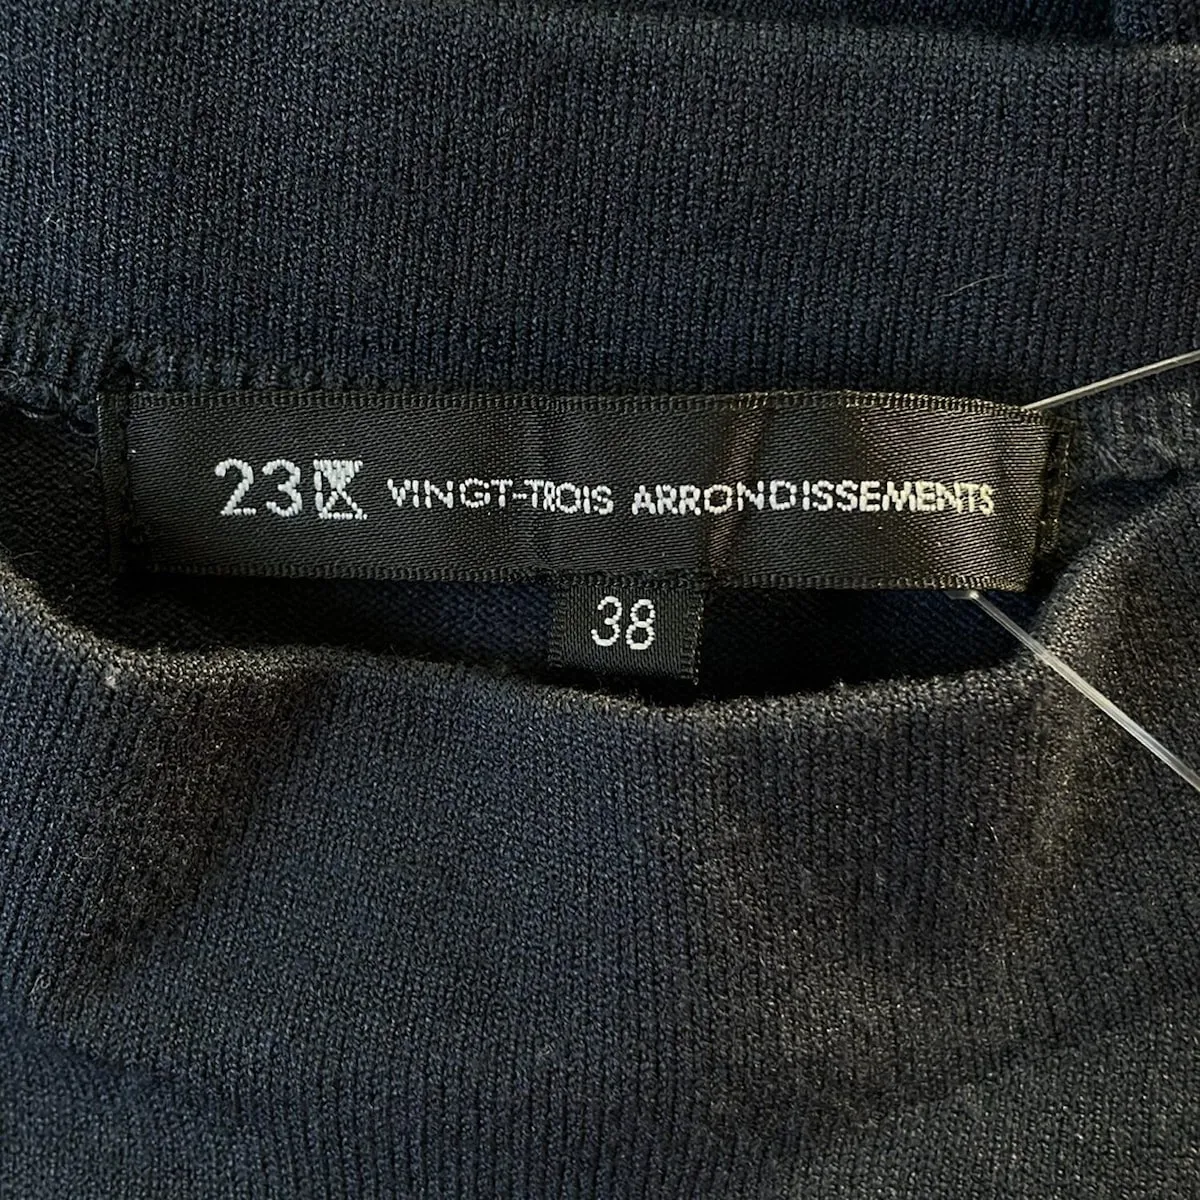 23区 VINGT-TROIS ARRONDISSEMENTS
38